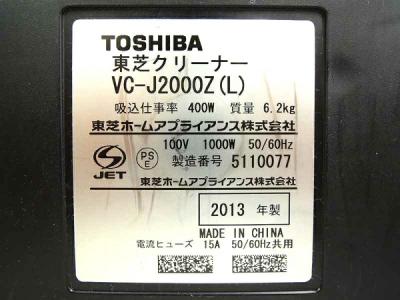 TOSHIBA
東芝クリーナー
VC-J2000Z(L)
吸込仕事率 400W 質量 6.2kg
東芝ホームアプライアンス株式会社
100V 1000W 50/60Hz
S JET PS E 製造番号 5110077
東芝ホームアプライアンス株式会社
2013 年製
MADE IN CHINA
電流ヒューズ 15A 50/60Hz共用